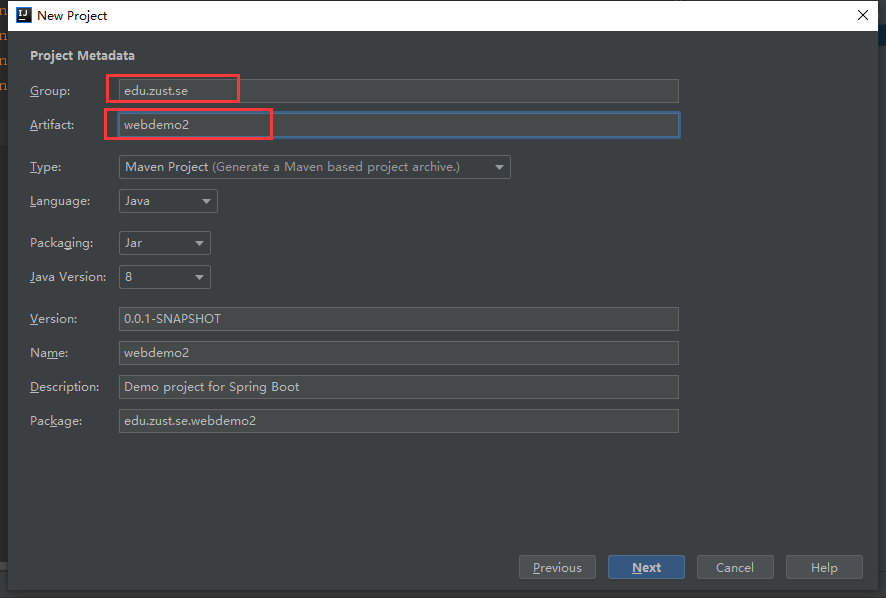 New Project
Project Metadata
Group: edu.zust.se
Artifact: webdemo2
Type: Maven Project (Generate a Maven based project archive.)
Language: Java
Packaging: Jar
Java Version: 8
Version: 0.0.1-SNAPSHOT
Name: webdemo2
Description: Demo project for Spring Boot
Package: edu.zust.se.webdemo2
Previous Next Cancel Help